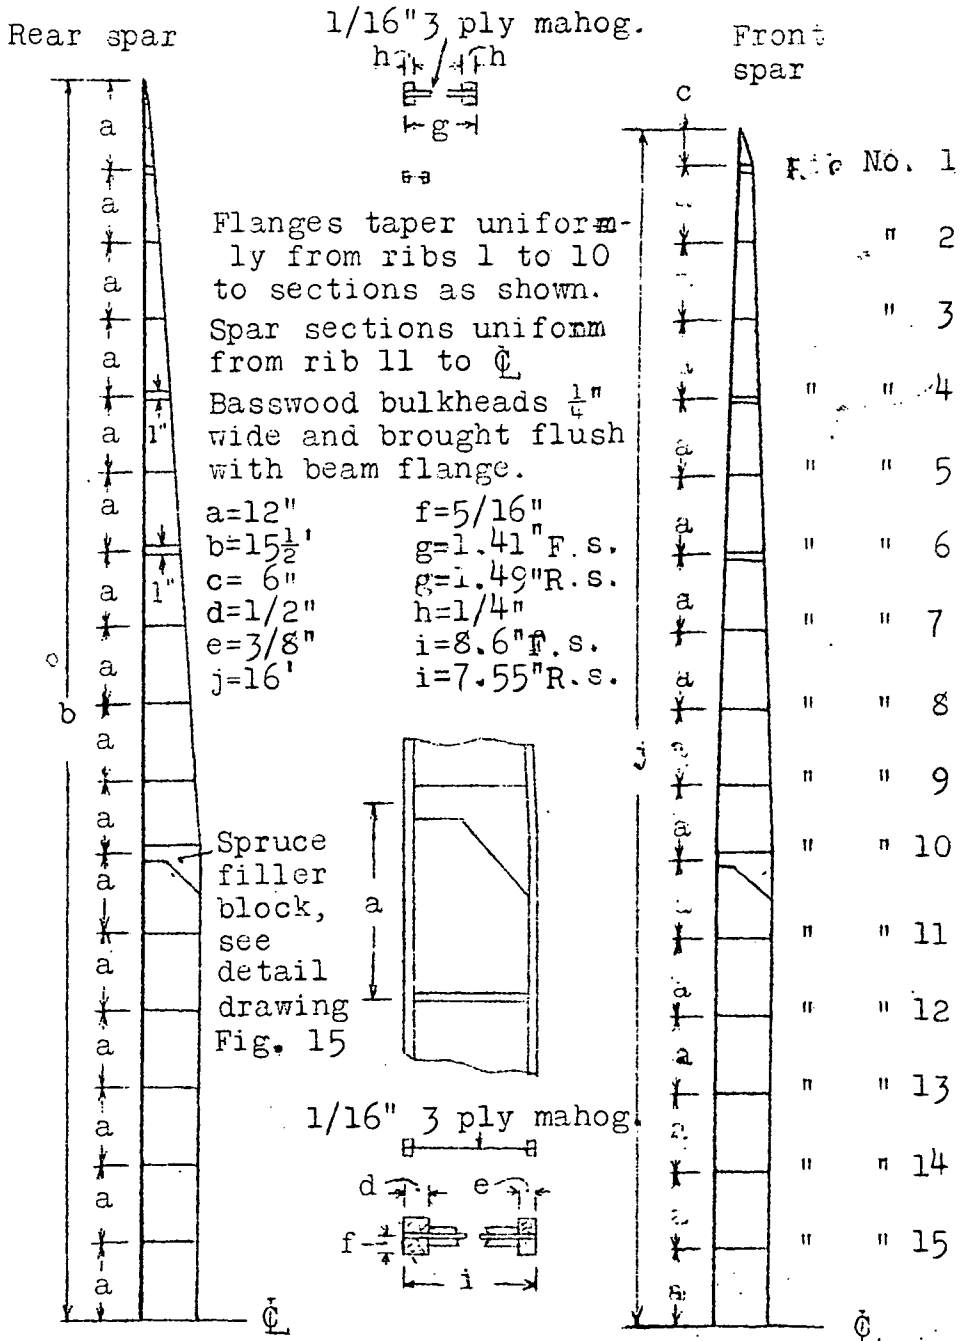 Rear spar
1/16" 3 ply mahog.
Front
spar
h
h
g
c
Flanges taper uniform-
ly from ribs 1 to 10
to sections as shown.
Spar sections uniform
from rib 11 to ℄
Basswood bulkheads ¼"
wide and brought flush
with beam flange.
a=12"
b=15½'
c= 6"
d=1/2"
e=3/8"
j=16'
f=5/16"
g=1.41"F.s.
g=1.49"R.s.
h=1/4"
i=8.6"F.s.
i=7.55"R.s.
a
a
a
a
a
1"
a
a
1"
a
a
a
a
a
a
a
a
a
b
℄
Spruce
filler
block,
see
detail
drawing
Fig. 15
a
1/16" 3 ply mahog.
d
e
f
i
No. 1
" 2
" 3
" " 4
" " 5
" " 6
" " 7
" " 8
" " 9
" " 10
" " 11
" " 12
" " 13
" " 14
" " 15
a
a
a
a
a
a
a
℄